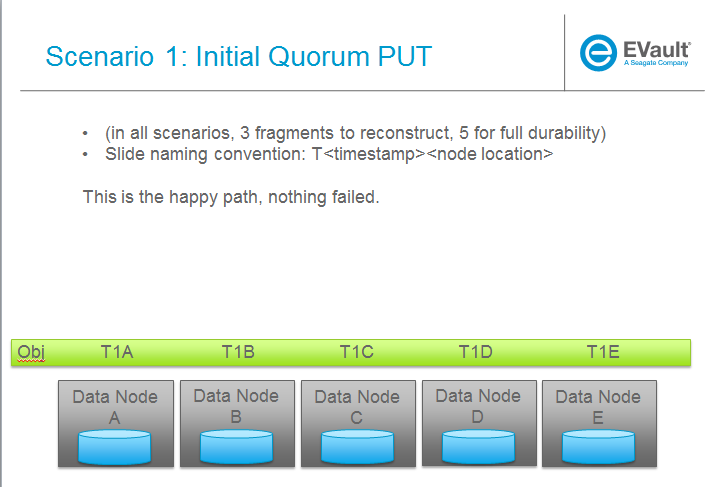 Scenario 1: Initial Quorum PUT
e EVault®
A Seagate Company
• (in all scenarios, 3 fragments to reconstruct, 5 for full durability)
• Slide naming convention: T<timestamp><node location>
This is the happy path, nothing failed.
Obj T1A T1B T1C T1D T1E
Data Node A
Data Node B
Data Node C
Data Node D
Data Node E